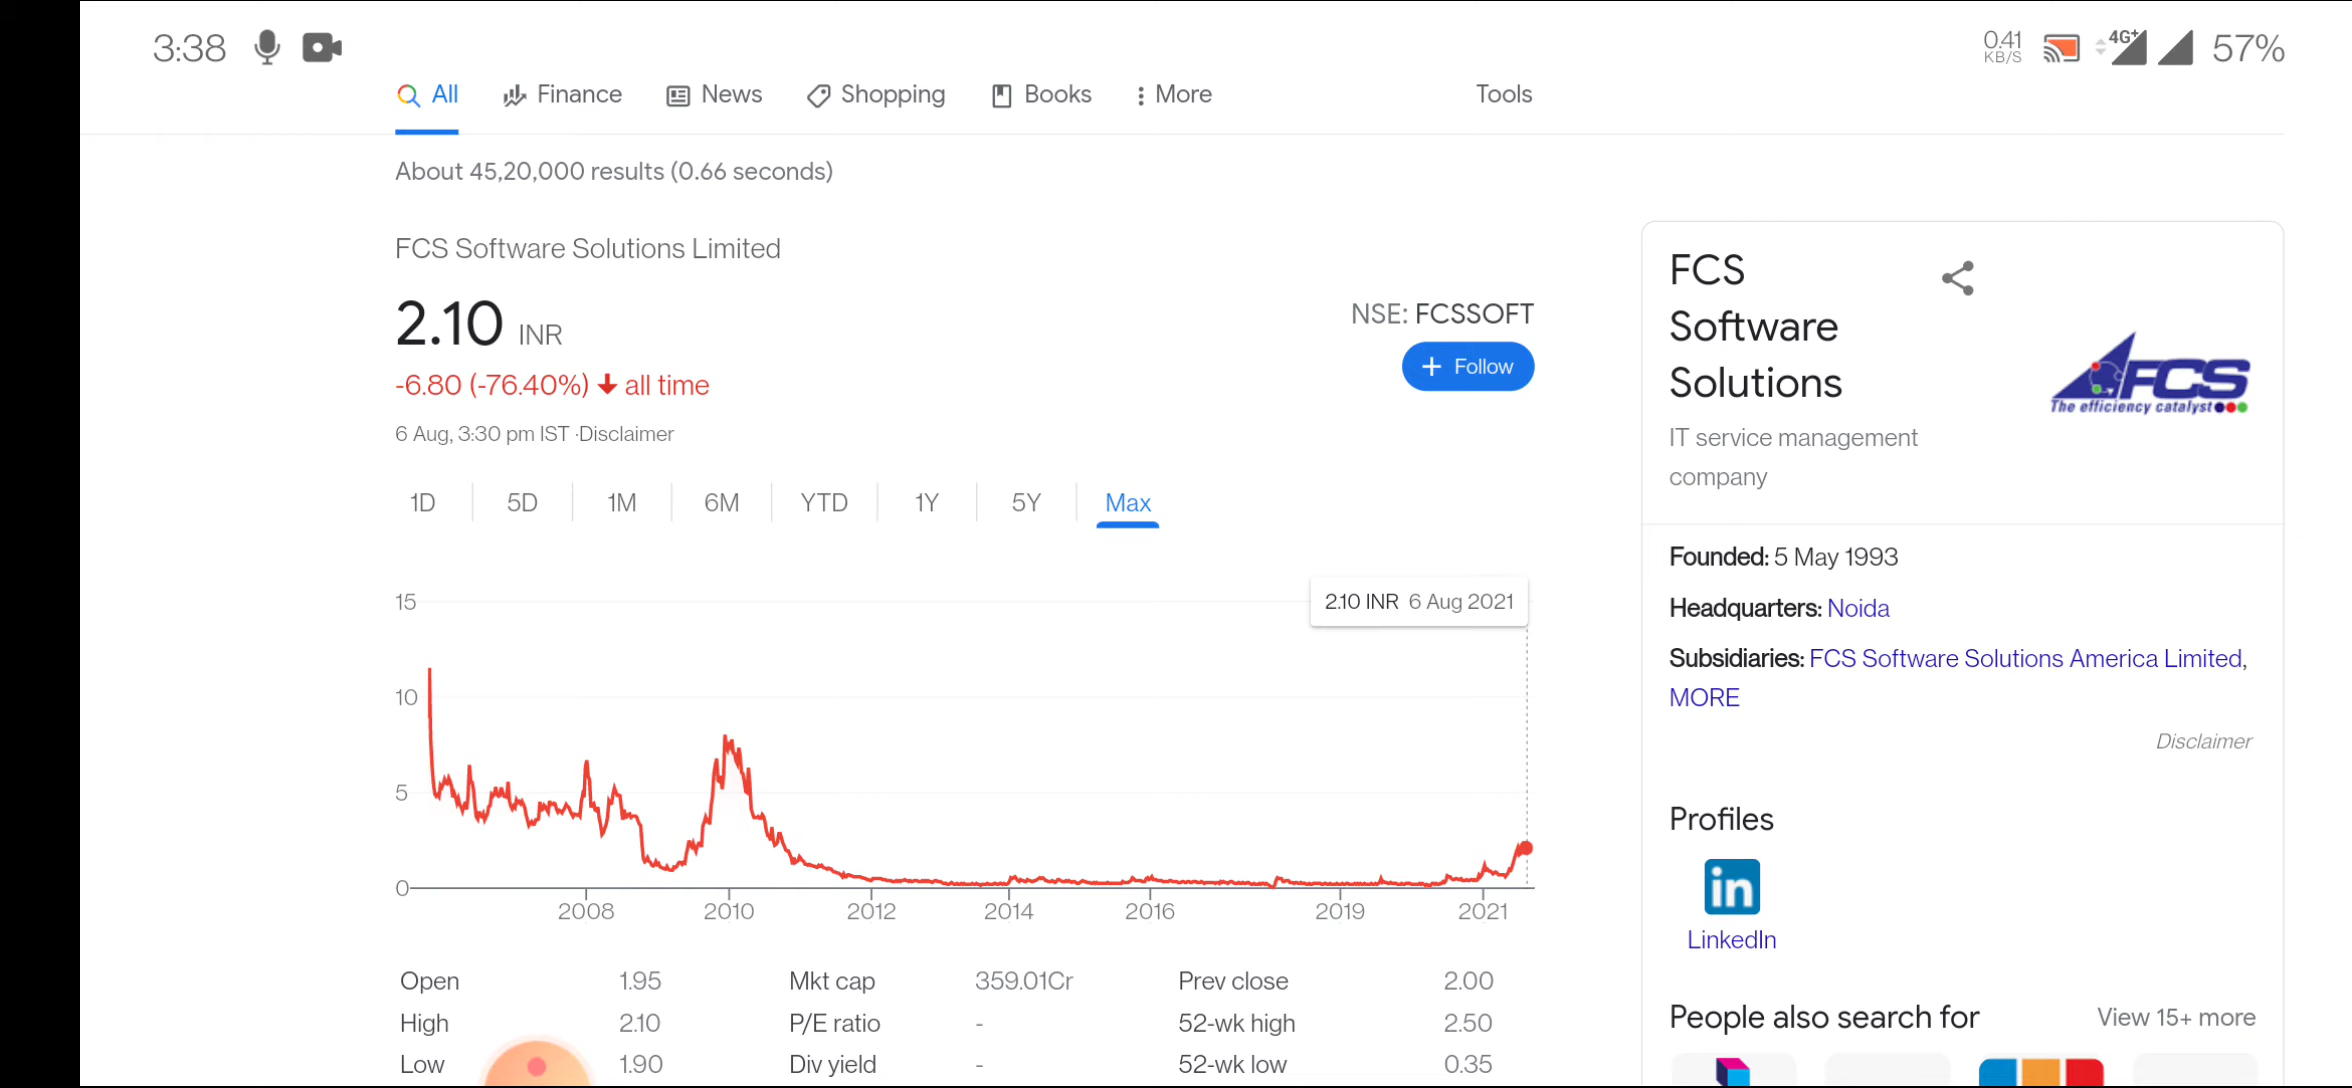 3:38
0.41 KB/S 4G+ 57%
All Finance News Shopping Books More Tools
About 45,20,000 results (0.66 seconds)
FCS Software Solutions Limited
2.10 INR
NSE: FCSSOFT
+ Follow
-6.80 (-76.40%) all time
6 Aug, 3:30 pm IST ·Disclaimer
1D 5D 1M 6M YTD 1Y 5Y Max
2.10 INR 6 Aug 2021
15
10
5
0
2008 2010 2012 2014 2016 2019 2021
Open 1.95 Mkt cap 359.01Cr Prev close 2.00
High 2.10 P/E ratio - 52-wk high 2.50
Low 1.90 Div yield - 52-wk low 0.35
FCS
Software
Solutions
IT service management
company
FCS
The efficiency catalyst
Founded: 5 May 1993
Headquarters: Noida
Subsidiaries: FCS Software Solutions America Limited,
MORE
Disclaimer
Profiles
in
LinkedIn
People also search for View 15+ more